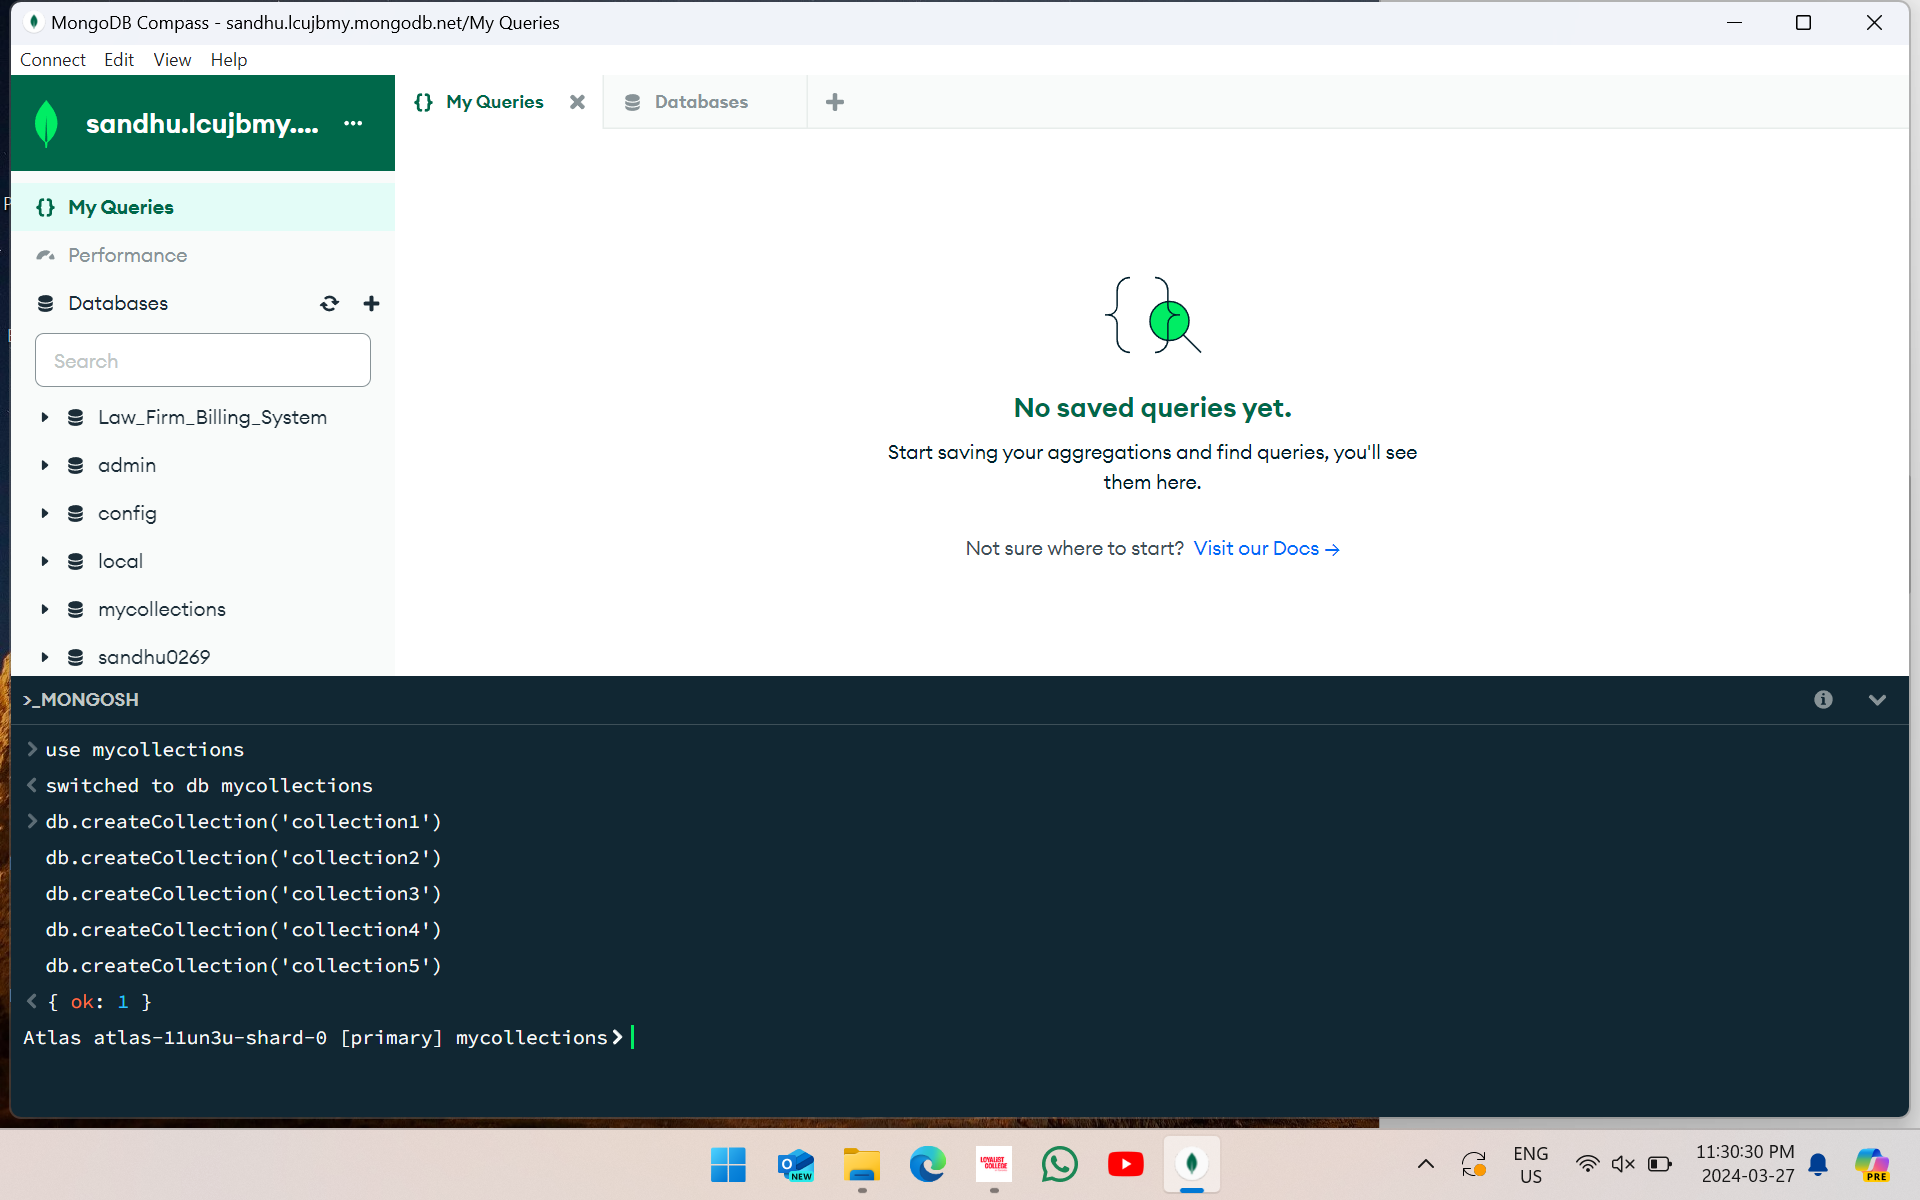 MongoDB Compass - sandhu.lcujbmy.mongodb.net/My Queries
Connect Edit View Help
sandhu.lcujbmy....
My Queries
Databases
My Queries
Performance
Databases
Search
Law_Firm_Billing_System
admin
config
local
mycollections
sandhu0269
No saved queries yet.
Start saving your aggregations and find queries, you'll see
them here.
Not sure where to start? Visit our Docs →
>_MONGOSH
> use mycollections
< switched to db mycollections
> db.createCollection('collection1')
db.createCollection('collection2')
db.createCollection('collection3')
db.createCollection('collection4')
db.createCollection('collection5')
< { ok: 1 }
Atlas atlas-11un3u-shard-0 [primary] mycollections>
NEW
LOYALIST
COLLEGE
ENG
US
11:30:30 PM
2024-03-27
PRE